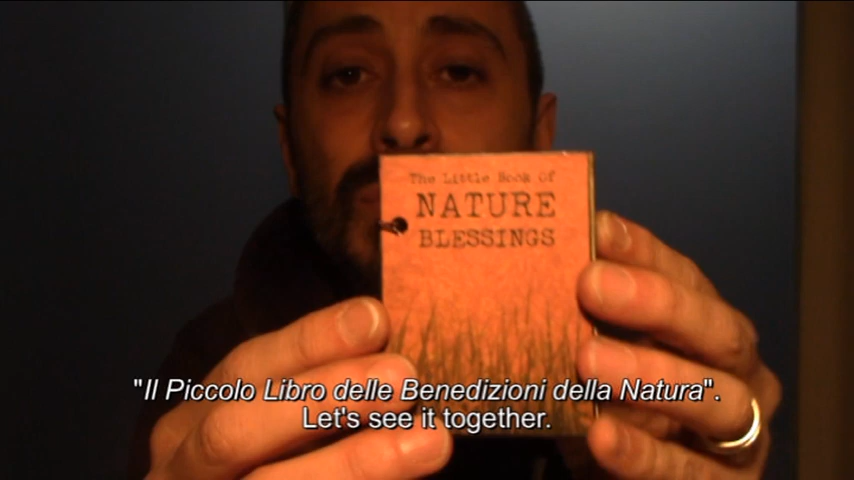 The Little Book Of
NATURE
BLESSINGS
"Il Piccolo Libro delle Benedizioni della Natura".
Let's see it together.